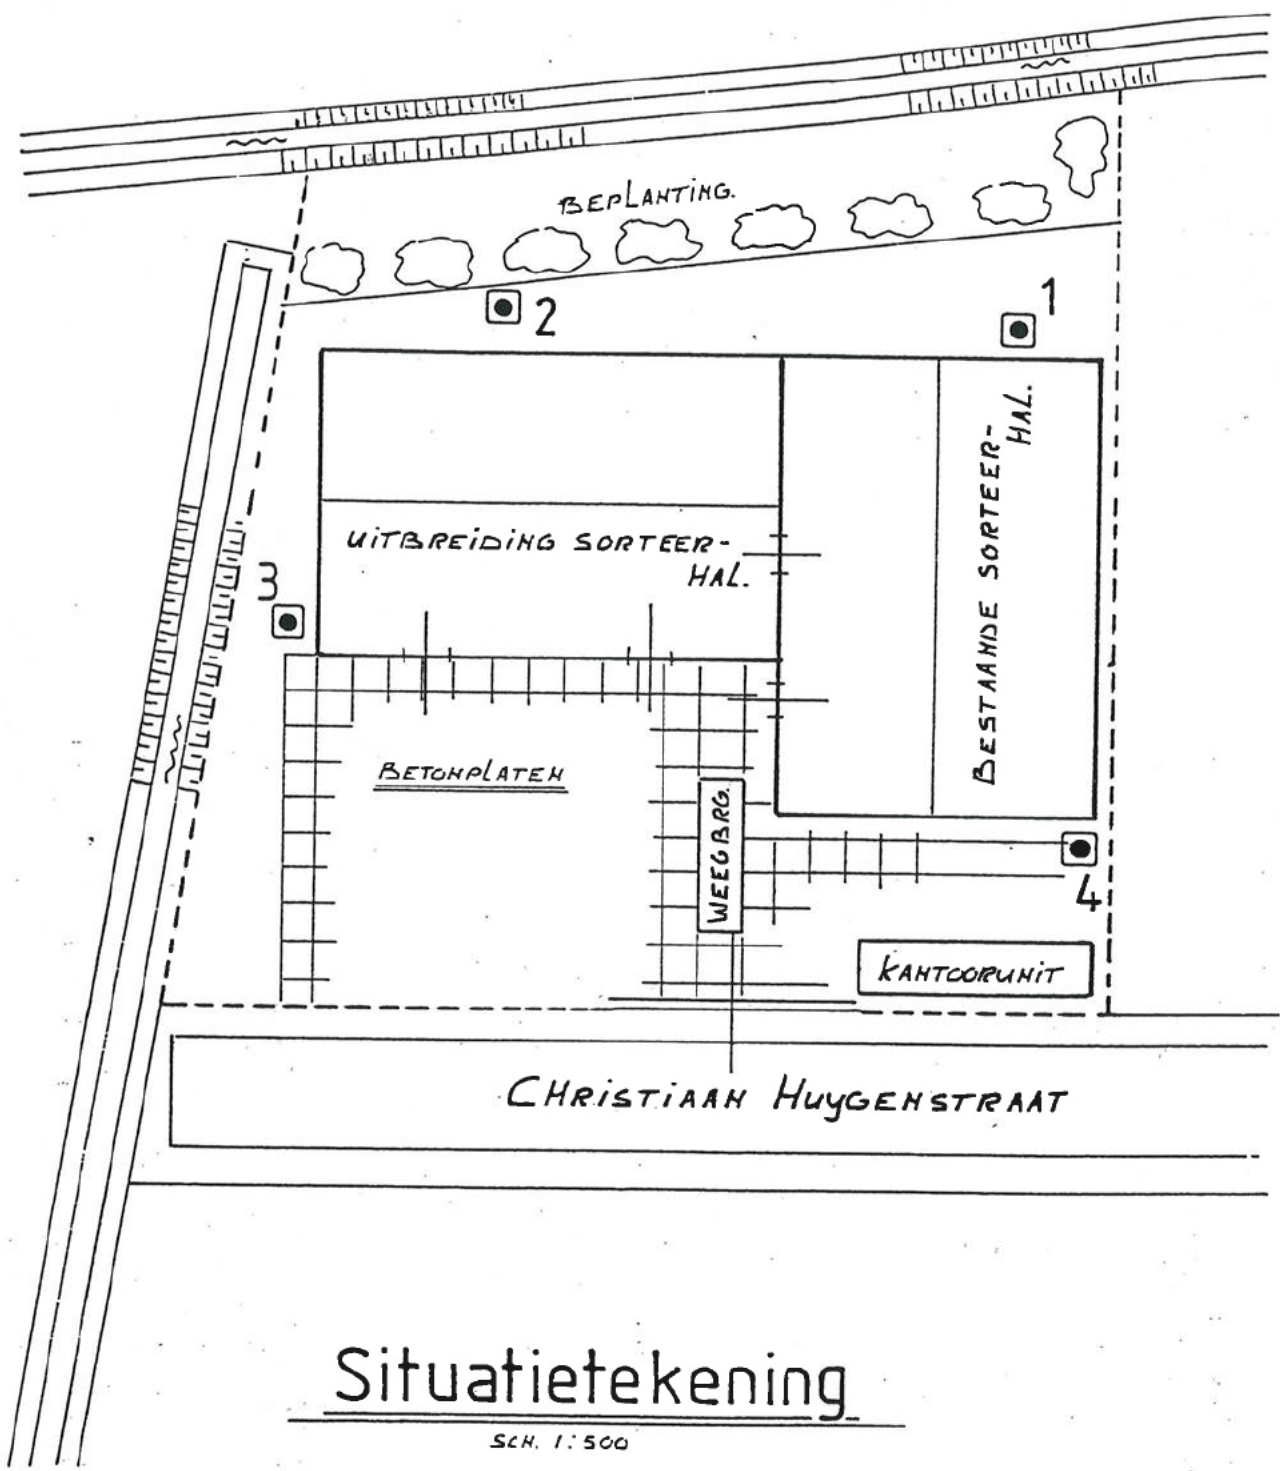 BEPLANTING.
1
2
UITBREIDING SORTEER-
HAL.
BESTAANDE SORTEER-
HAL.
3
BETONPLATEN
WEEGBRG.
4
KANTOORUNIT
CHRISTIAAN HUYGENSTRAAT
Situatietekening
SCH. 1:500